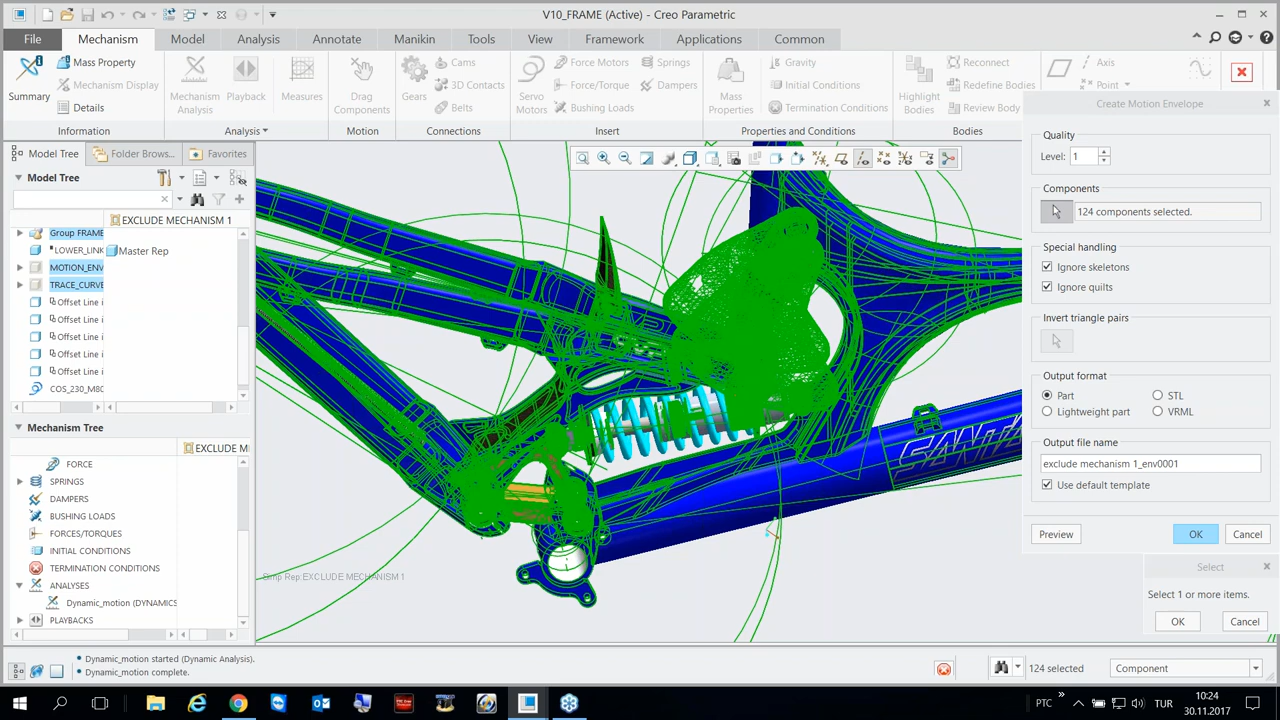 V10_FRAME (Active) - Creo Parametric
File
Mechanism
Model
Analysis
Annotate
Manikin
Tools
View
Framework
Applications
Common
Summary
Mass Property
Mechanism Display
Details
Information
Mechanism Analysis
Playback
Measures
Analysis
Drag Components
Motion
Gears
Cams
3D Contacts
Belts
Connections
Servo Motors
Force Motors
Force/Torque
Bushing Loads
Springs
Dampers
Insert
Mass Properties
Gravity
Initial Conditions
Termination Conditions
Properties and Conditions
Highlight Bodies
Reconnect
Redefine Bodies
Review Body
Bodies
Axis
Point
Model Tree
Folder Brows...
Favorites
Model Tree
EXCLUDE MECHANISM 1
Group FRAME
*LOWER_LINK
Master Rep
MOTION_ENV
TRACE_CURVE
Offset Line i
Offset Line i
Offset Line i
Offset Line i
Offset Line i
COS_230_M80
Mechanism Tree
EXCLUDE M
FORCE
SPRINGS
DAMPERS
BUSHING LOADS
FORCES/TORQUES
INITIAL CONDITIONS
TERMINATION CONDITIONS
ANALYSES
Dynamic_motion (DYNAMICS
PLAYBACKS
Simp Rep:EXCLUDE MECHANISM 1
Create Motion Envelope
Quality
Level: 1
Components
124 components selected.
Special handling
Ignore skeletons
Ignore quilts
Invert triangle pairs
Output format
Part
STL
Lightweight part
VRML
Output file name
exclude mechanism 1_env0001
Use default template
Preview
OK
Cancel
Select
Select 1 or more items.
OK
Cancel
• Dynamic_motion started (Dynamic Analysis).
• Dynamic_motion complete.
124 selected
Component
PTC
TUR
10:24
30.11.2017